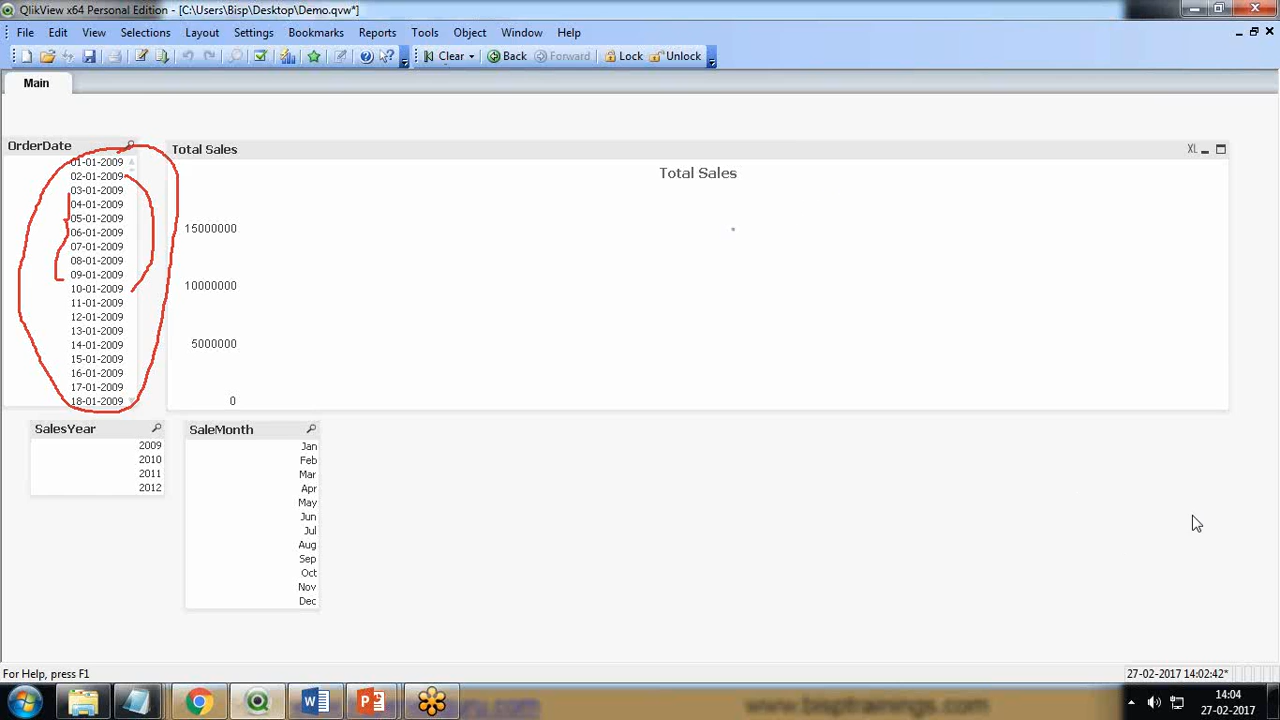 QlikView x64 Personal Edition - [C:\Users\Bisp\Desktop\Demo.qvw*]
File Edit View Selections Layout Settings Bookmarks Reports Tools Object Window Help
Clear Back Forward Lock Unlock
Main
OrderDate
01-01-2009
02-01-2009
03-01-2009
04-01-2009
05-01-2009
06-01-2009
07-01-2009
08-01-2009
09-01-2009
10-01-2009
11-01-2009
12-01-2009
13-01-2009
14-01-2009
15-01-2009
16-01-2009
17-01-2009
18-01-2009
Total Sales XL
Total Sales
15000000
10000000
5000000
0
SalesYear
2009
2010
2011
2012
SaleMonth
Jan
Feb
Mar
Apr
May
Jun
Jul
Aug
Sep
Oct
Nov
Dec
For Help, press F1
27-02-2017 14:02:42*
www.bisptrainings.com
14:04
27-02-2017